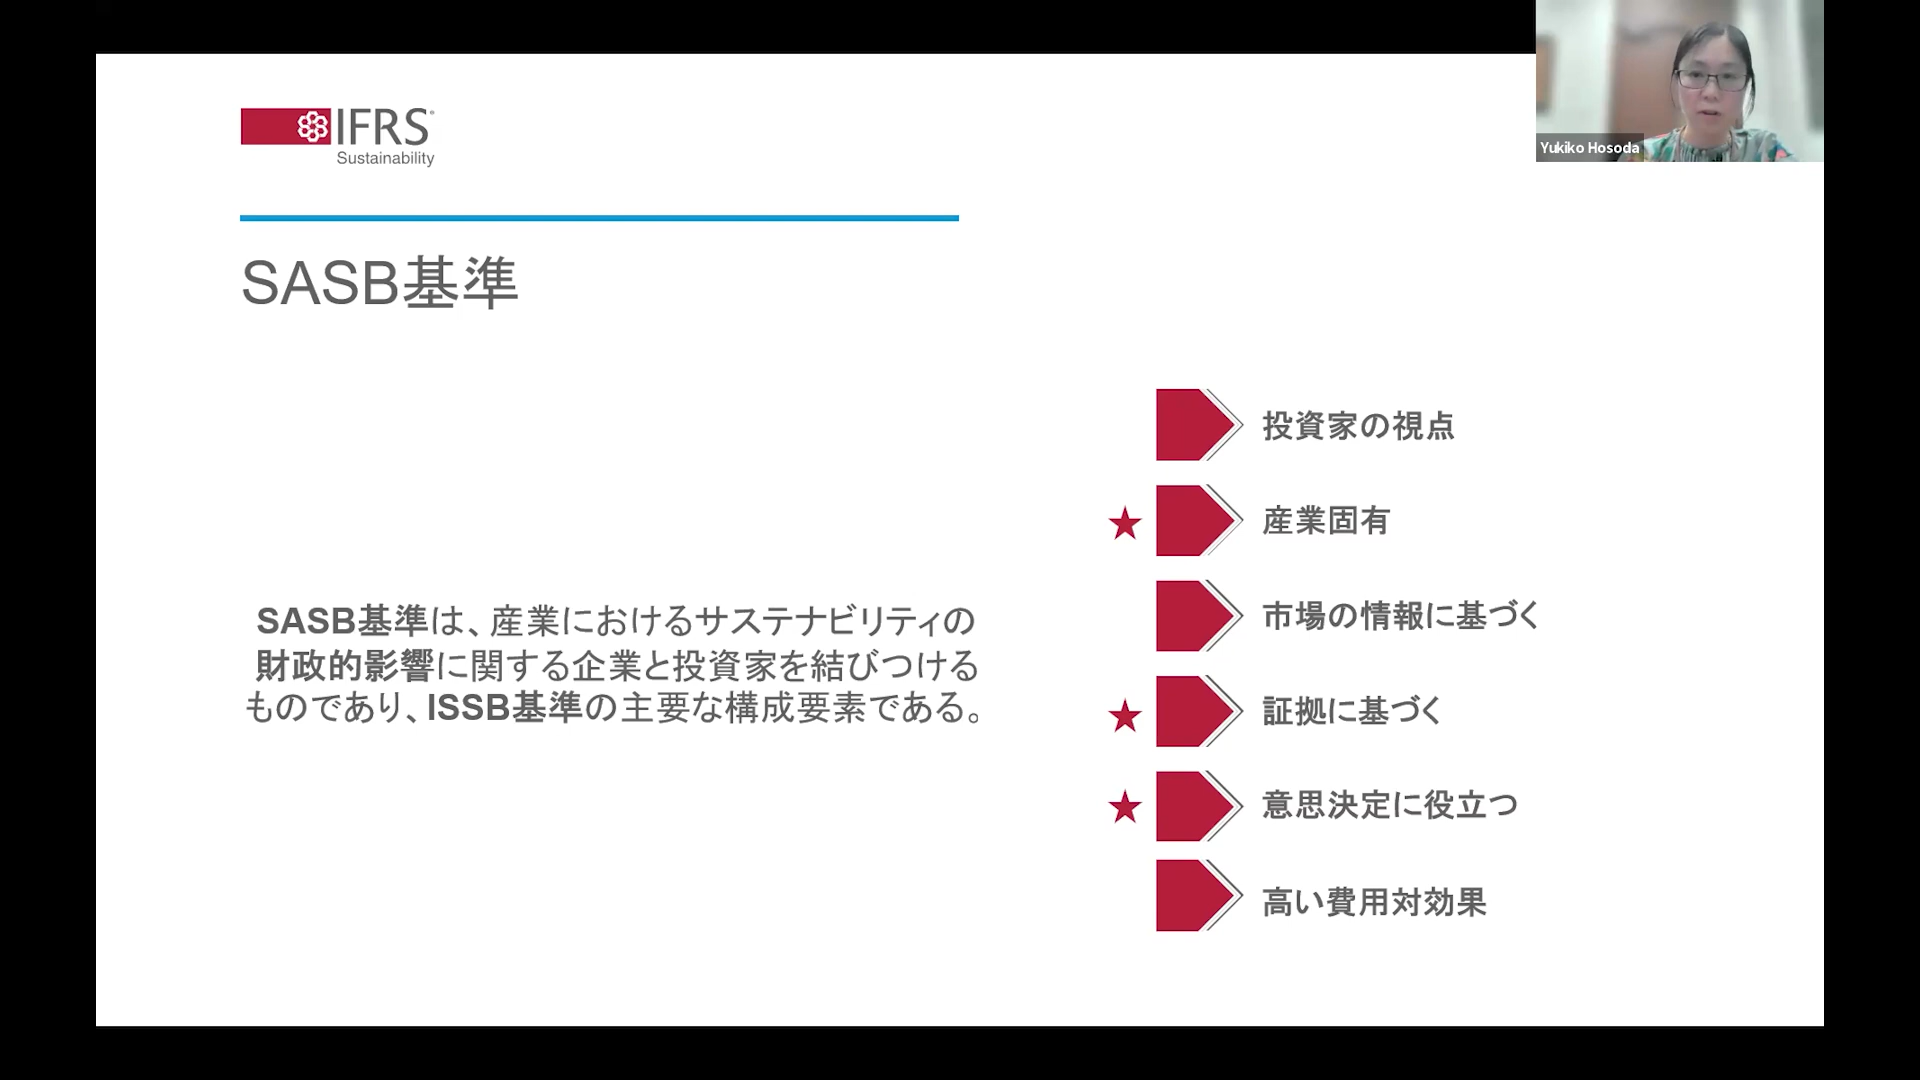 IFRS
Sustainability
Yukiko Hosoda
SASB基準
SASB基準は、産業におけるサステナビリティの
財政的影響に関する企業と投資家を結びつける
ものであり、ISSB基準の主要な構成要素である。
投資家の視点
★ 産業固有
市場の情報に基づく
★ 証拠に基づく
★ 意思決定に役立つ
高い費用対効果